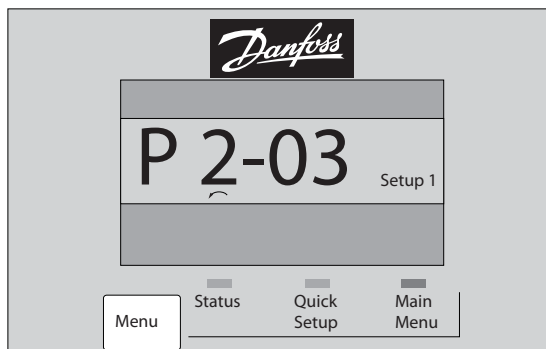 Danfoss
P 2-03 Setup 1
Menu
Status
Quick
Setup
Main
Menu